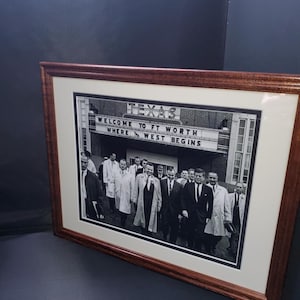 TEXAS
WELCOME TO FT WORTH
WHERE THE WEST BEGINS